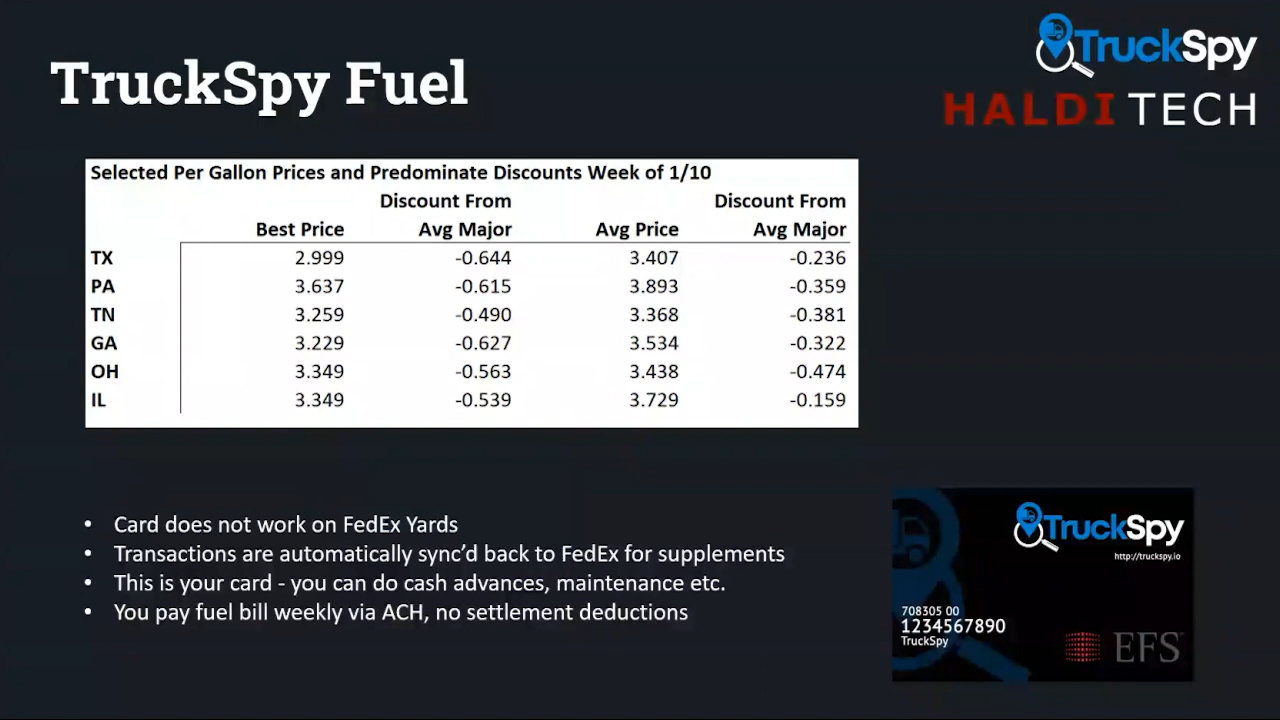 TruckSpy Fuel
TruckSpy
HALDI TECH
Selected Per Gallon Prices and Predominate Discounts Week of 1/10
Discount From Discount From
Best Price Avg Major Avg Price Avg Major
TX 2.999 -0.644 3.407 -0.236
PA 3.637 -0.615 3.893 -0.359
TN 3.259 -0.490 3.368 -0.381
GA 3.229 -0.627 3.534 -0.322
OH 3.349 -0.563 3.438 -0.474
IL 3.349 -0.539 3.729 -0.159
• Card does not work on FedEx Yards
• Transactions are automatically sync’d back to FedEx for supplements
• This is your card - you can do cash advances, maintenance etc.
• You pay fuel bill weekly via ACH, no settlement deductions
TruckSpy
http://truckspy.io
708305 00
1234567890
TruckSpy
EFS